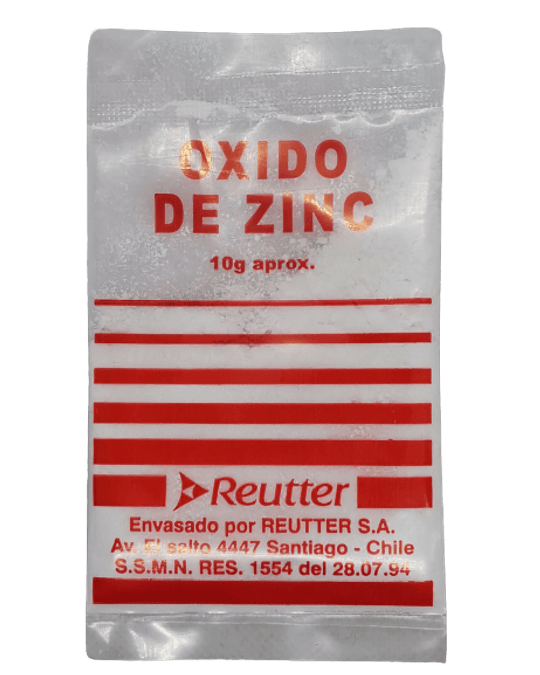 OXIDO
DE ZINC
10g aprox.
Reutter
Envasado por REUTTER S.A.
Av. El salto 4447 Santiago - Chile
S.S.M.N. RES. 1554 del 28.07.94